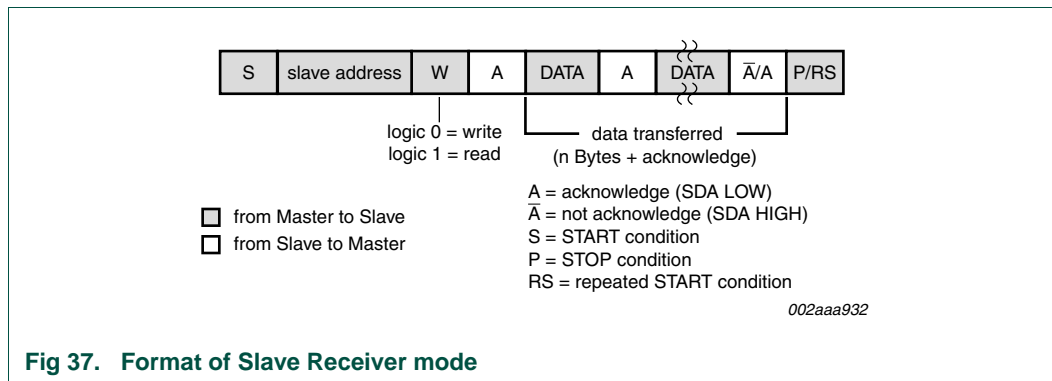 S slave address W A DATA A DATA A̅/A P/RS
logic 0 = write
logic 1 = read
data transferred
(n Bytes + acknowledge)
from Master to Slave
from Slave to Master
A = acknowledge (SDA LOW)
A̅ = not acknowledge (SDA HIGH)
S = START condition
P = STOP condition
RS = repeated START condition
002aaa932
Fig 37. Format of Slave Receiver mode